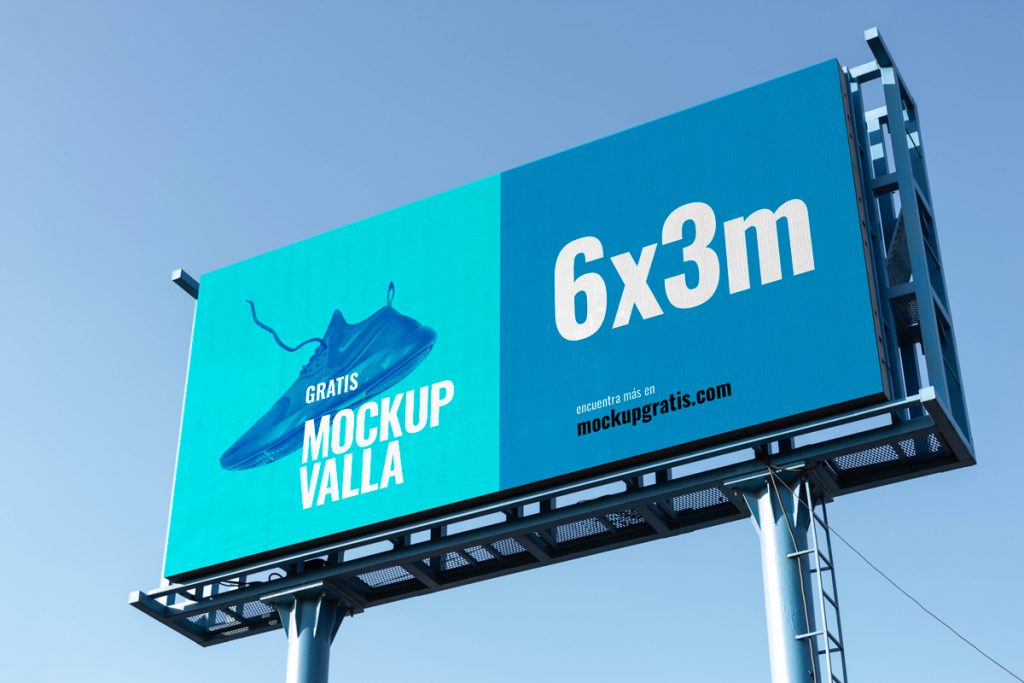 GRATIS
MOCKUP
VALLA
6x3m
encuentra más en
mockupgratis.com